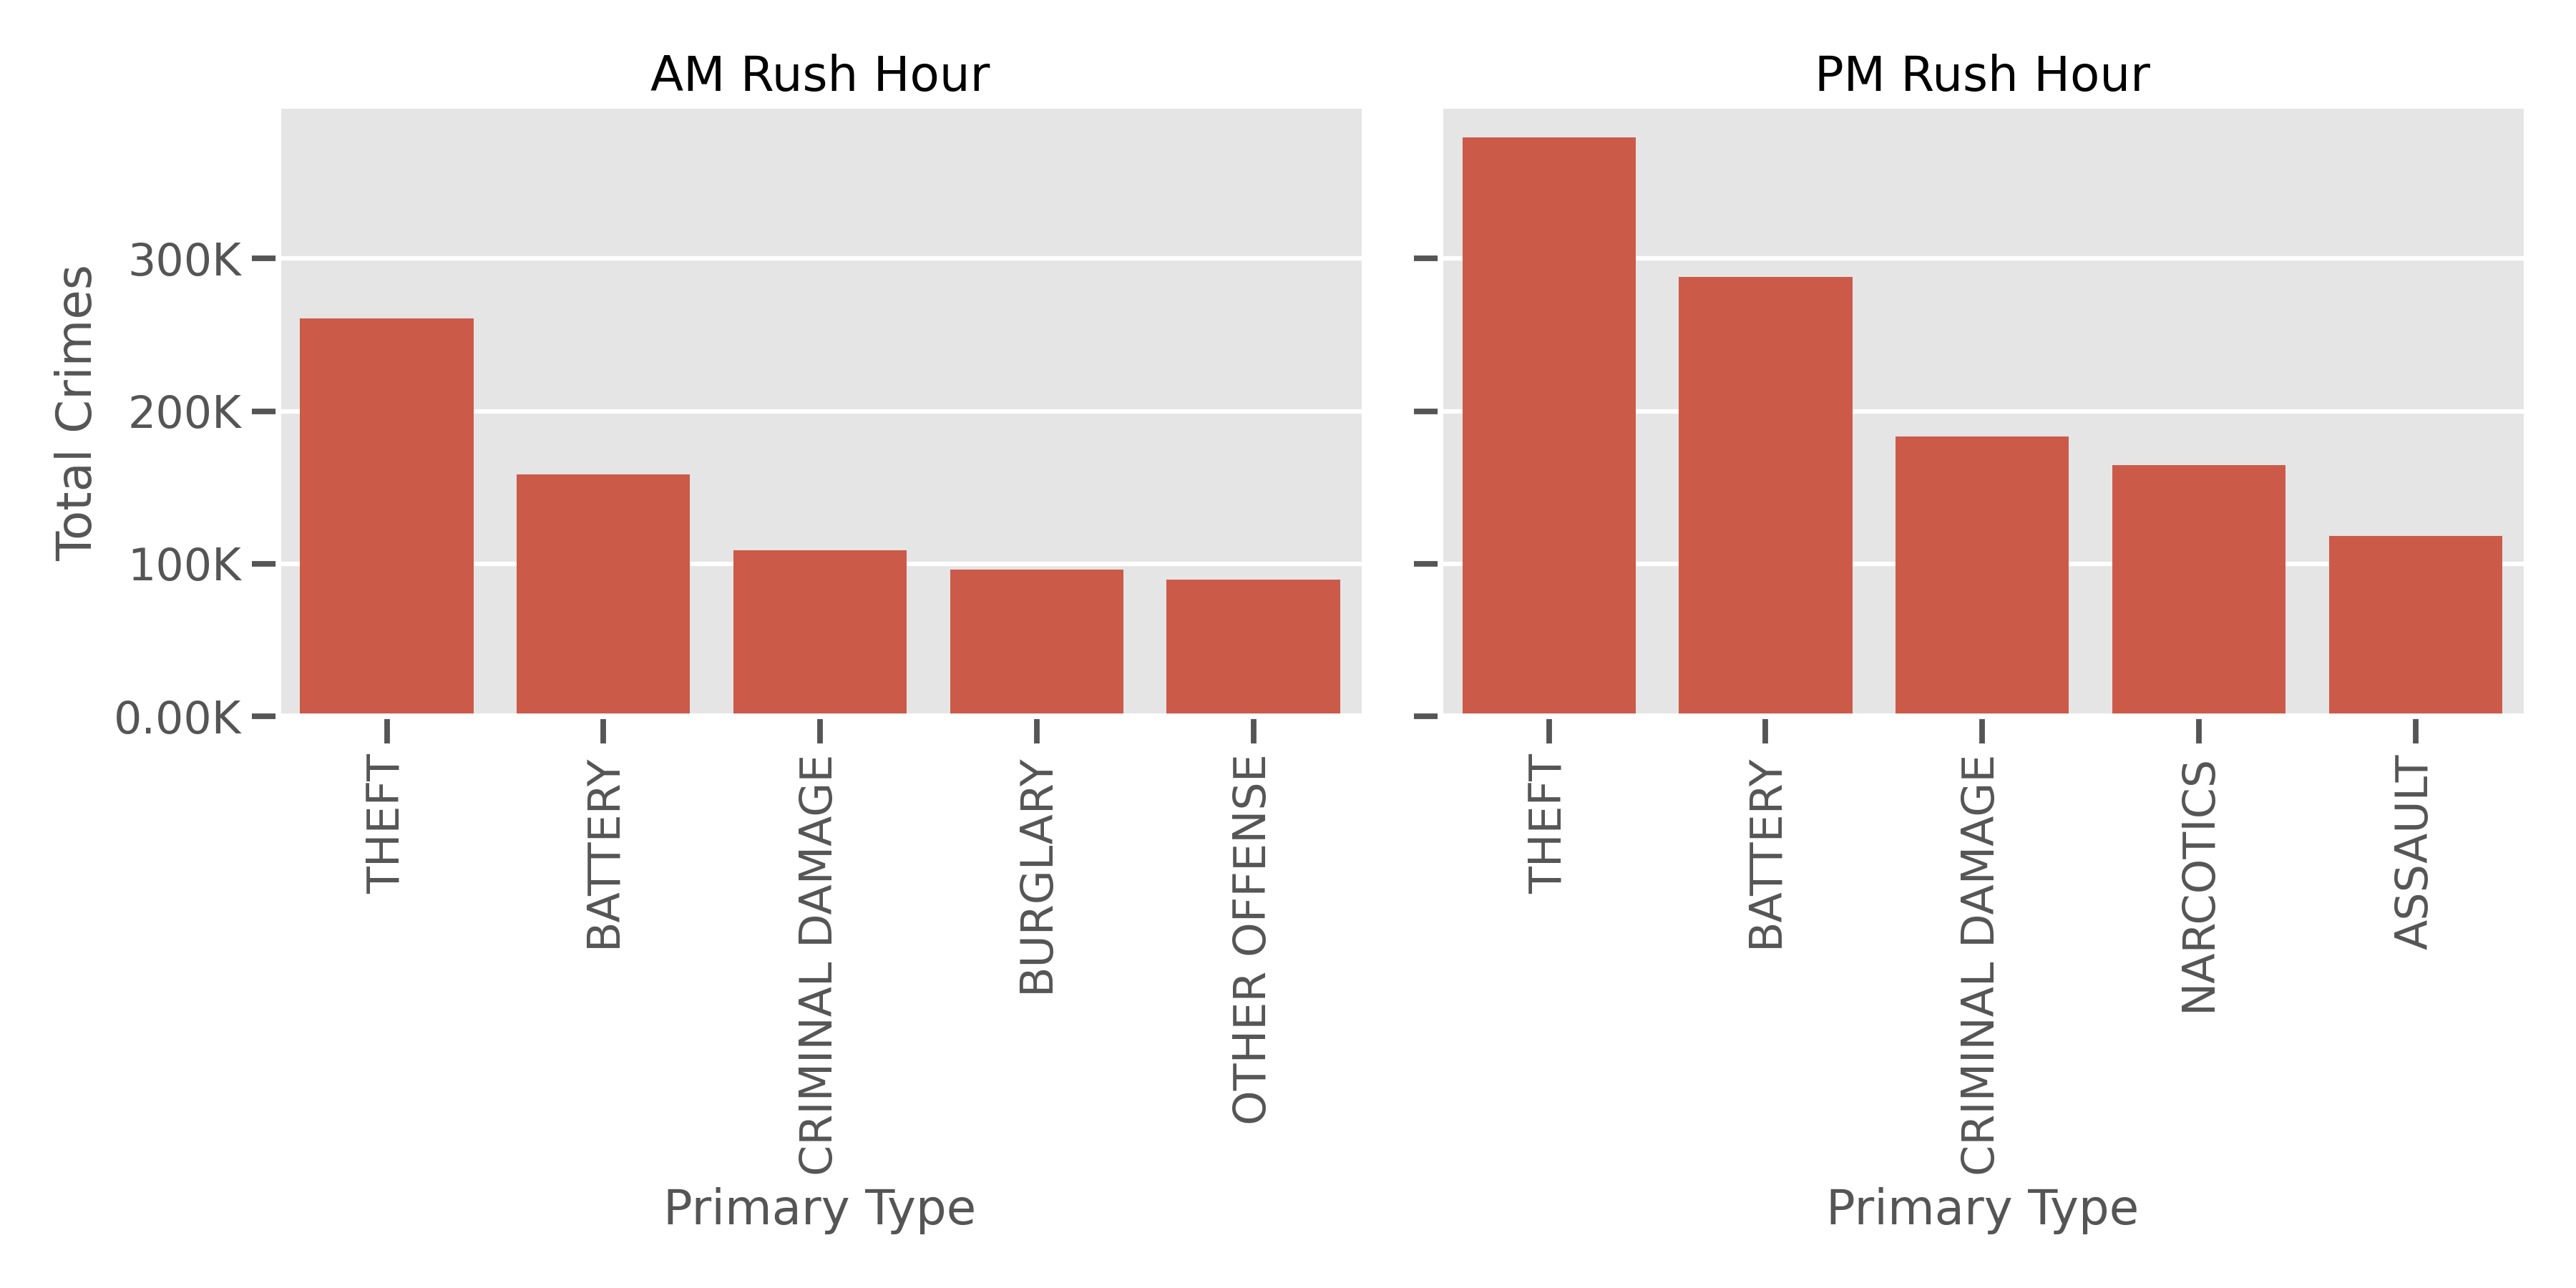 AM Rush Hour
PM Rush Hour
Total Crimes
300K
200K
100K
0.00K
THEFT
BATTERY
CRIMINAL DAMAGE
BURGLARY
OTHER OFFENSE
THEFT
BATTERY
CRIMINAL DAMAGE
NARCOTICS
ASSAULT
Primary Type
Primary Type